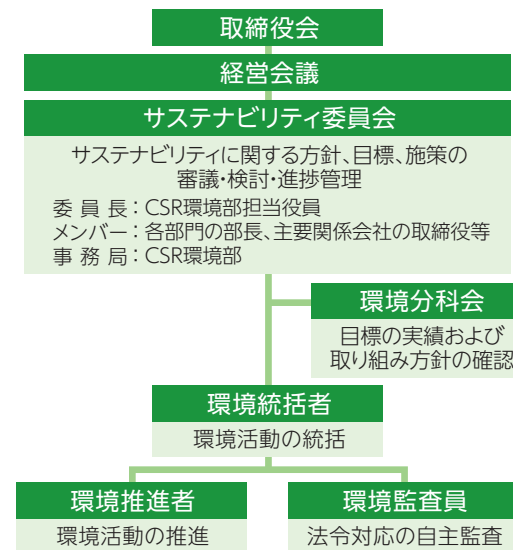 取締役会
経営会議
サステナビリティ委員会
サステナビリティに関する方針、目標、施策の
審議・検討・進捗管理
委員長：CSR環境部担当役員
メンバー：各部門の部長、主要関係会社の取締役等
事務局：CSR環境部
環境分科会
目標の実績および
取り組み方針の確認
環境統括者
環境活動の統括
環境推進者
環境活動の推進
環境監査員
法令対応の自主監査